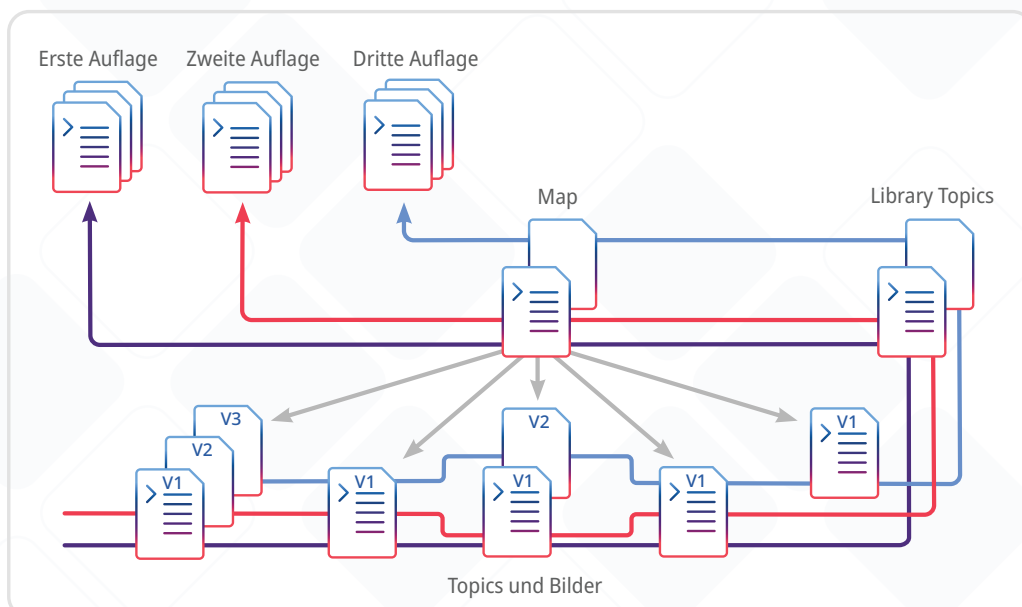 Erste Auflage
Zweite Auflage
Dritte Auflage
Map
Library Topics
V3
V2
V1
V1
V2
V1
V1
V1
Topics und Bilder